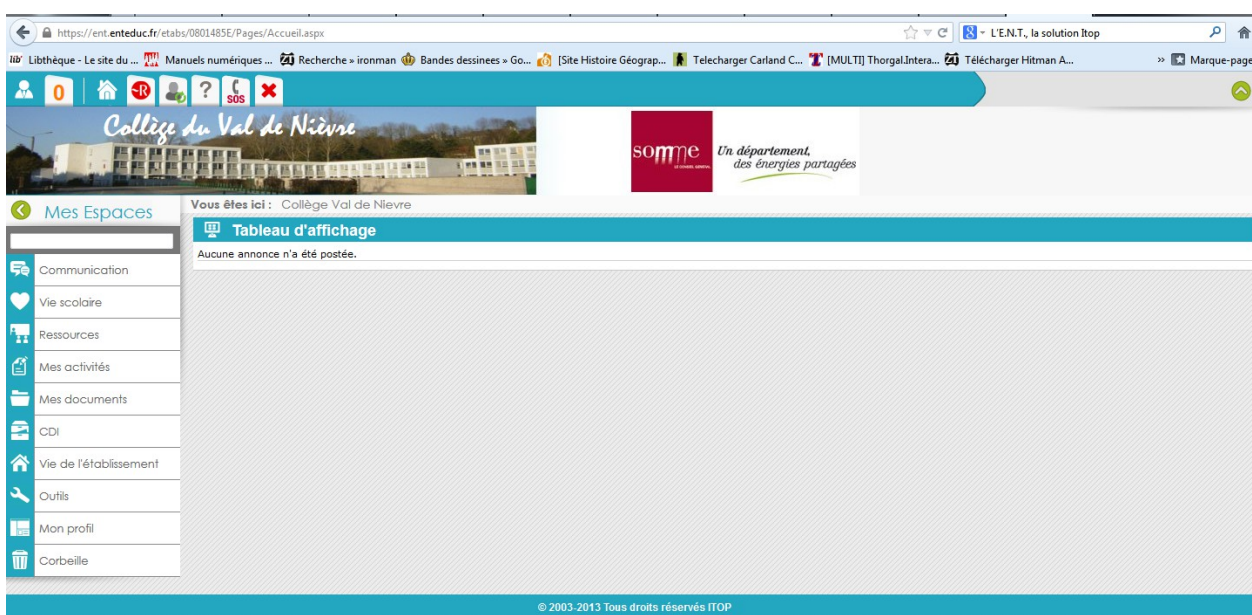 https://ent.enteduc.fr/etabs/0801485E/Pages/Accueil.aspx L'E.N.T., la solution Itop
lib' Libthèque - Le site du ... Manuels numériques ... Recherche » ironman Bandes dessinees » Go... [Site Histoire Géograp... Telecharger Carland C... [MULTI] Thorgal.Intera... Télécharger Hitman A... » Marque-page
0 R ? SOS
Collège du Val de Nièvre
somme
Un département,
des énergies partagées
Mes Espaces
Vous êtes ici : Collège Val de Nievre
Tableau d'affichage
Aucune annonce n'a été postée.
Communication
Vie scolaire
Ressources
Mes activités
Mes documents
CDI
Vie de l'établissement
Outils
Mon profil
Corbeille
© 2003-2013 Tous droits réservés ITOP